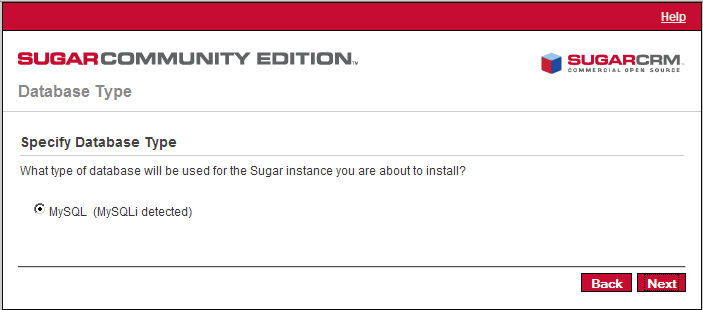 Help
SUGARCOMMUNITY EDITION™
SUGARCRM
COMMERCIAL OPEN SOURCE
Database Type
Specify Database Type
What type of database will be used for the Sugar instance you are about to install?
MySQL (MySQLi detected)
Back Next